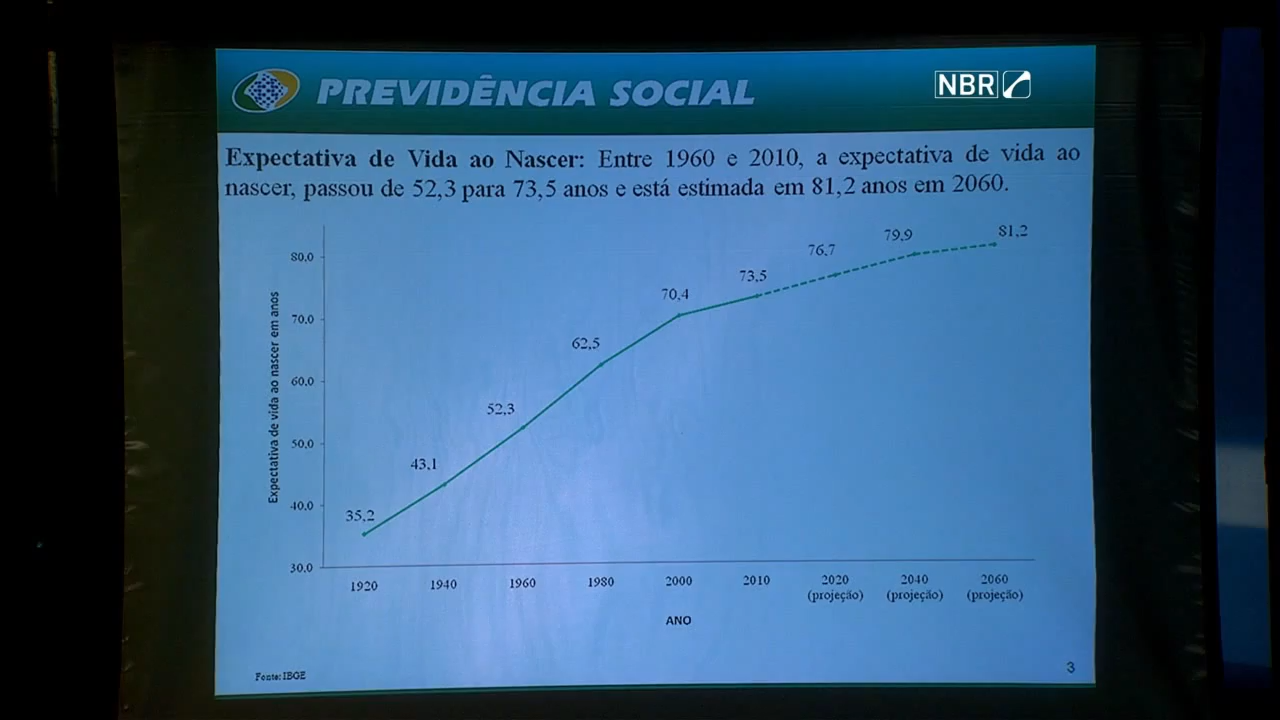 PREVIDÊNCIA SOCIAL
NBR
Expectativa de Vida ao Nascer: Entre 1960 e 2010, a expectativa de vida ao
nascer, passou de 52,3 para 73,5 anos e está estimada em 81,2 anos em 2060.
Expectativa de vida ao nascer em anos
80,0
70,0
60,0
50,0
40,0
30,0
35,2
43,1
52,3
62,5
70,4
73,5
76,7
79,9
81,2
1920 1940 1960 1980 2000 2010 2020 2040 2060
(projeção) (projeção) (projeção)
ANO
Fonte: IBGE
3